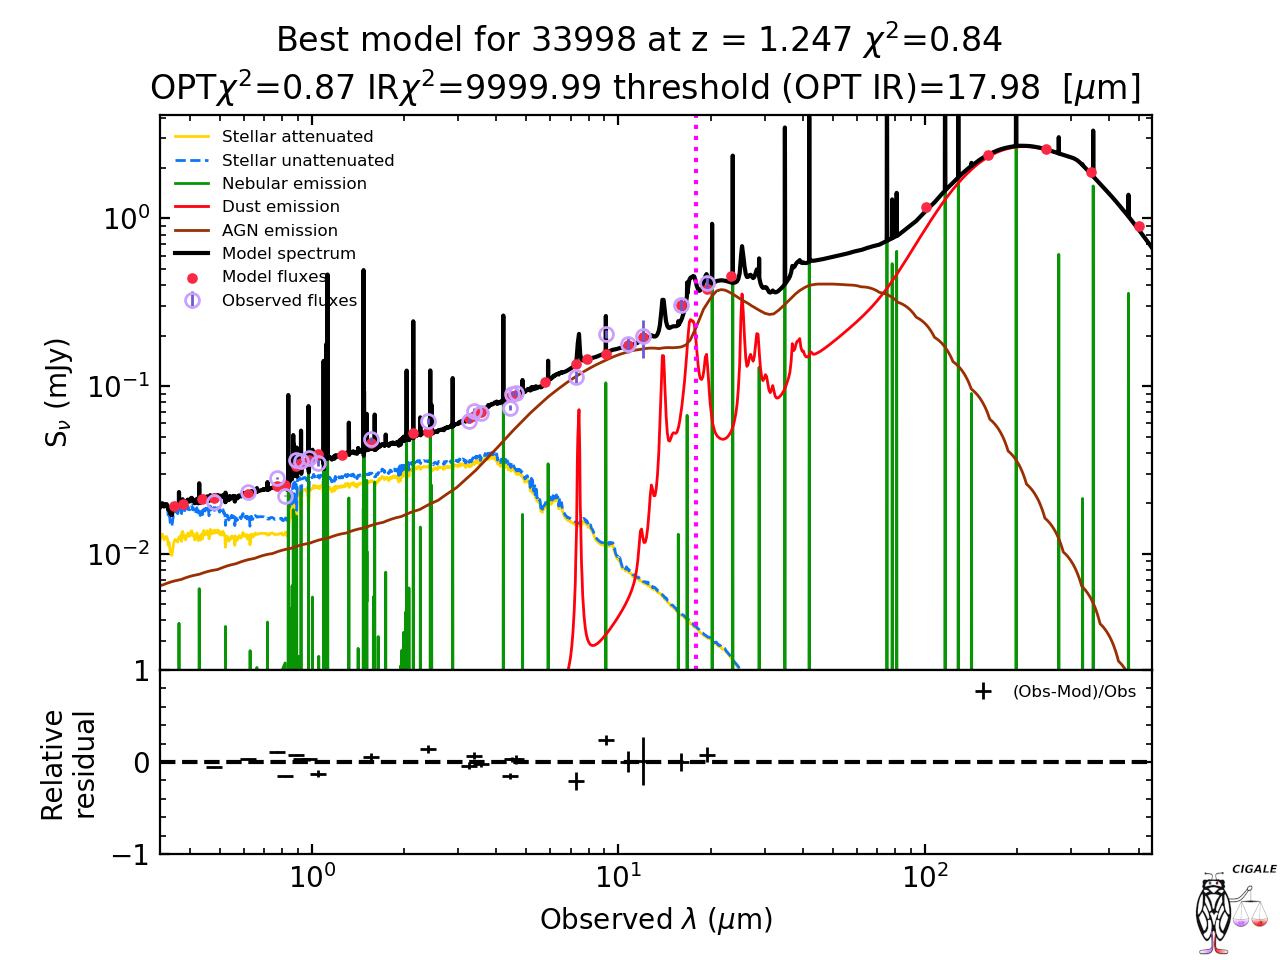 Best model for 33998 at z = 1.247 χ²=0.84
OPTχ²=0.87 IRχ²=9999.99 threshold (OPT IR)=17.98 [μm]
Stellar attenuated
Stellar unattenuated
Nebular emission
Dust emission
AGN emission
Model spectrum
Model fluxes
Observed fluxes
10⁰
10⁻¹
10⁻²
S_ν (mJy)
1
0
−1
Relative
residual
(Obs-Mod)/Obs
10⁰ 10¹ 10²
Observed λ (μm)
CIGALE